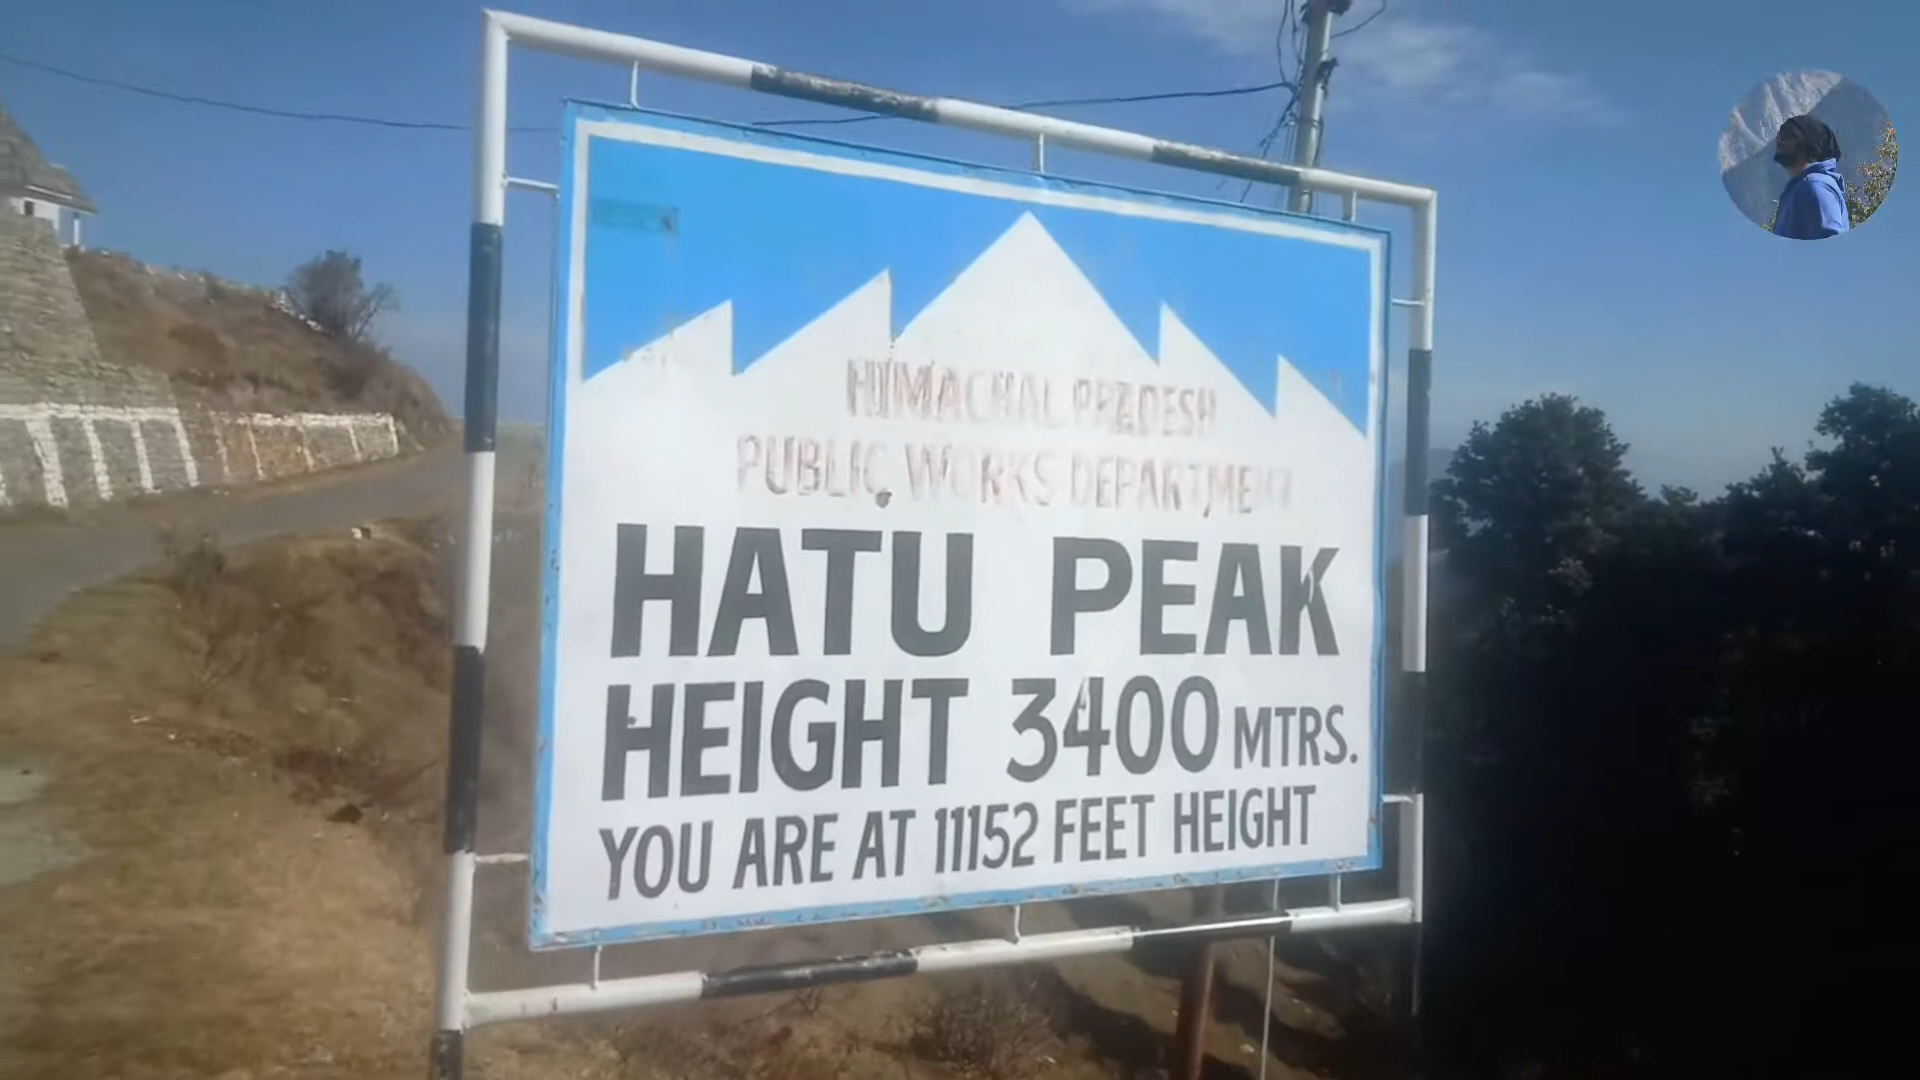 HIMACHAL PRADESH
PUBLIC WORKS DEPARTMENT
HATU PEAK
HEIGHT 3400 MTRS.
YOU ARE AT 11152 FEET HEIGHT